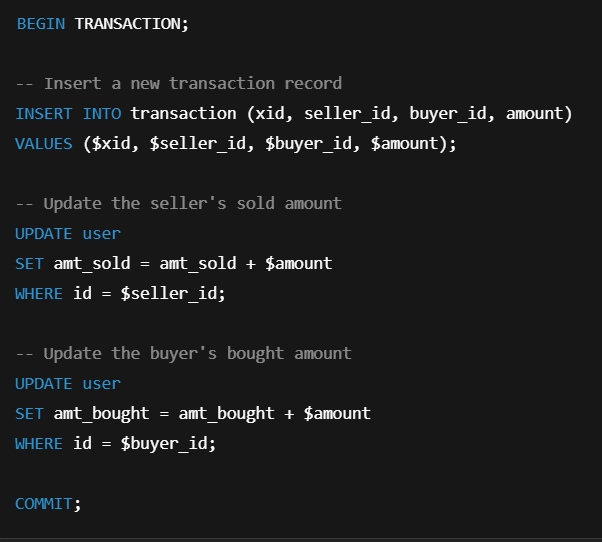 BEGIN TRANSACTION;
-- Insert a new transaction record
INSERT INTO transaction (xid, seller_id, buyer_id, amount)
VALUES ($xid, $seller_id, $buyer_id, $amount);
-- Update the seller's sold amount
UPDATE user
SET amt_sold = amt_sold + $amount
WHERE id = $seller_id;
-- Update the buyer's bought amount
UPDATE user
SET amt_bought = amt_bought + $amount
WHERE id = $buyer_id;
COMMIT;